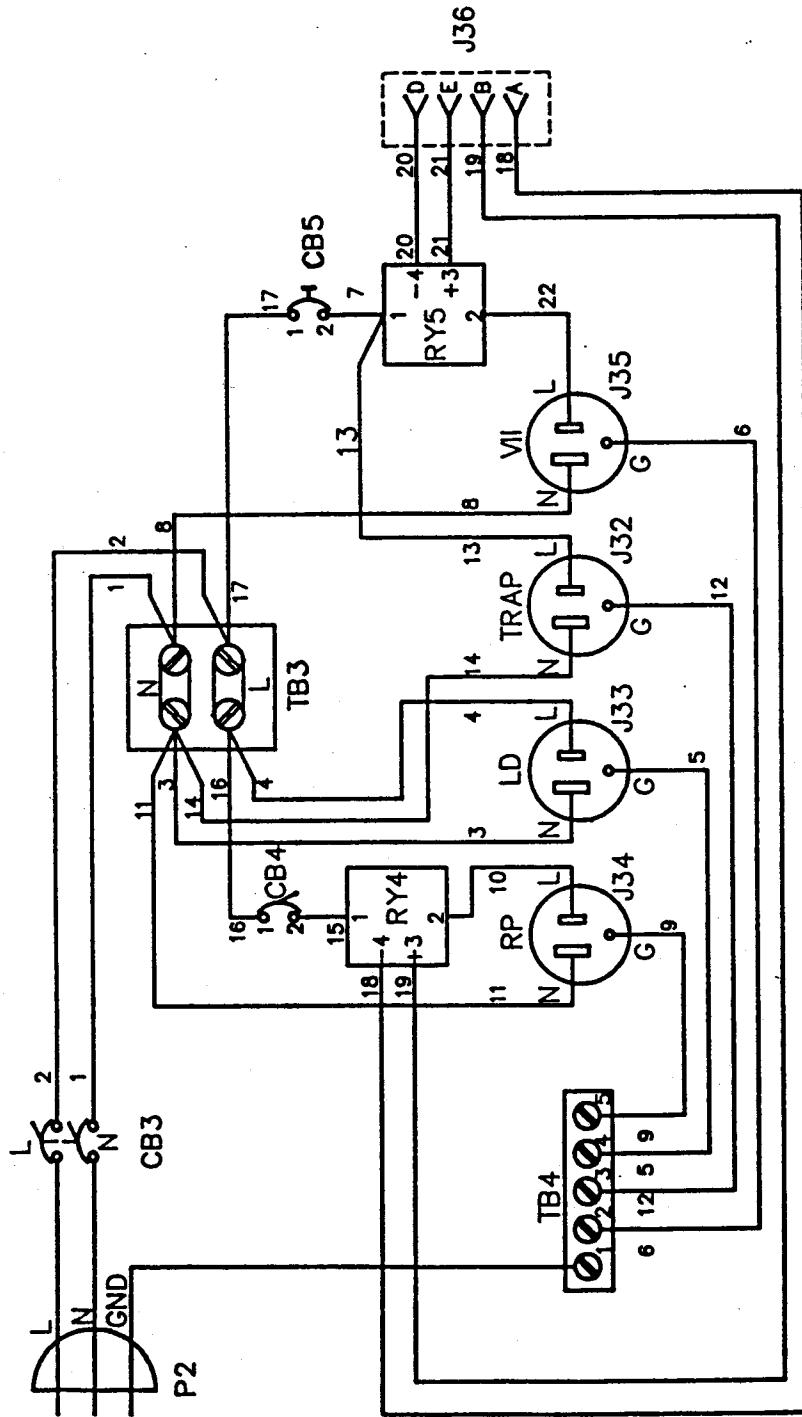 L
N
GND
P2
L
N
CB3
2
1
1
2
N
L
TB3
8
17
11
3
14
16
4
17
1
2
CB5
7
16
1
2
CB4
15
1
RY4
2
-4
+3
18
19
10
13
1
RY5
2
-4
+3
20
21
22
20
21
19
18
D
E
B
A
J36
11
3
4
14
13
8
N
RP
L
G
J34
N
LD
L
G
J33
N
TRAP
L
G
J32
N
VII
L
G
J35
9
5
12
6
TB4
1
2
3
4
5
6
12
5
9